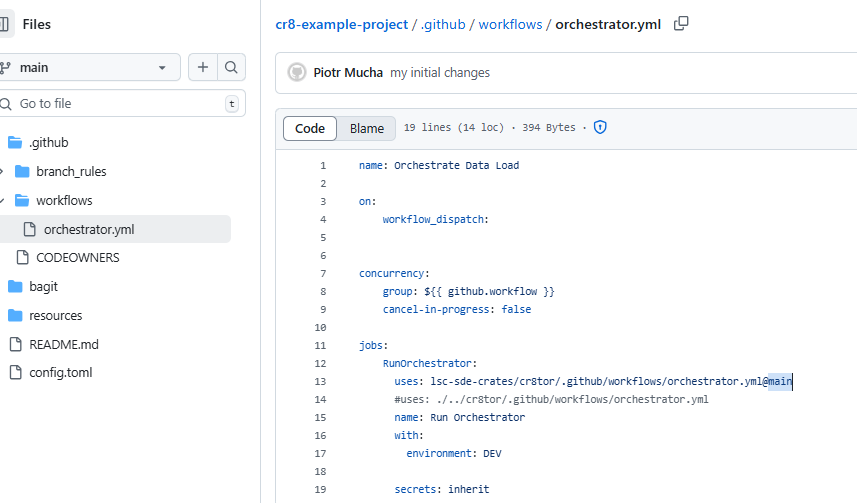 Files
main
Go to file
t
.github
branch_rules
workflows
orchestrator.yml
CODEOWNERS
bagit
resources
README.md
config.toml
cr8-example-project / .github / workflows / orchestrator.yml
Piotr Mucha my initial changes
Code Blame 19 lines (14 loc) · 394 Bytes ·
1 name: Orchestrate Data Load
2
3 on:
4 workflow_dispatch:
5
6
7 concurrency:
8 group: ${{ github.workflow }}
9 cancel-in-progress: false
10
11 jobs:
12 RunOrchestrator:
13 uses: lsc-sde-crates/cr8tor/.github/workflows/orchestrator.yml@main
14 #uses: ./../cr8tor/.github/workflows/orchestrator.yml
15 name: Run Orchestrator
16 with:
17 environment: DEV
18
19 secrets: inherit